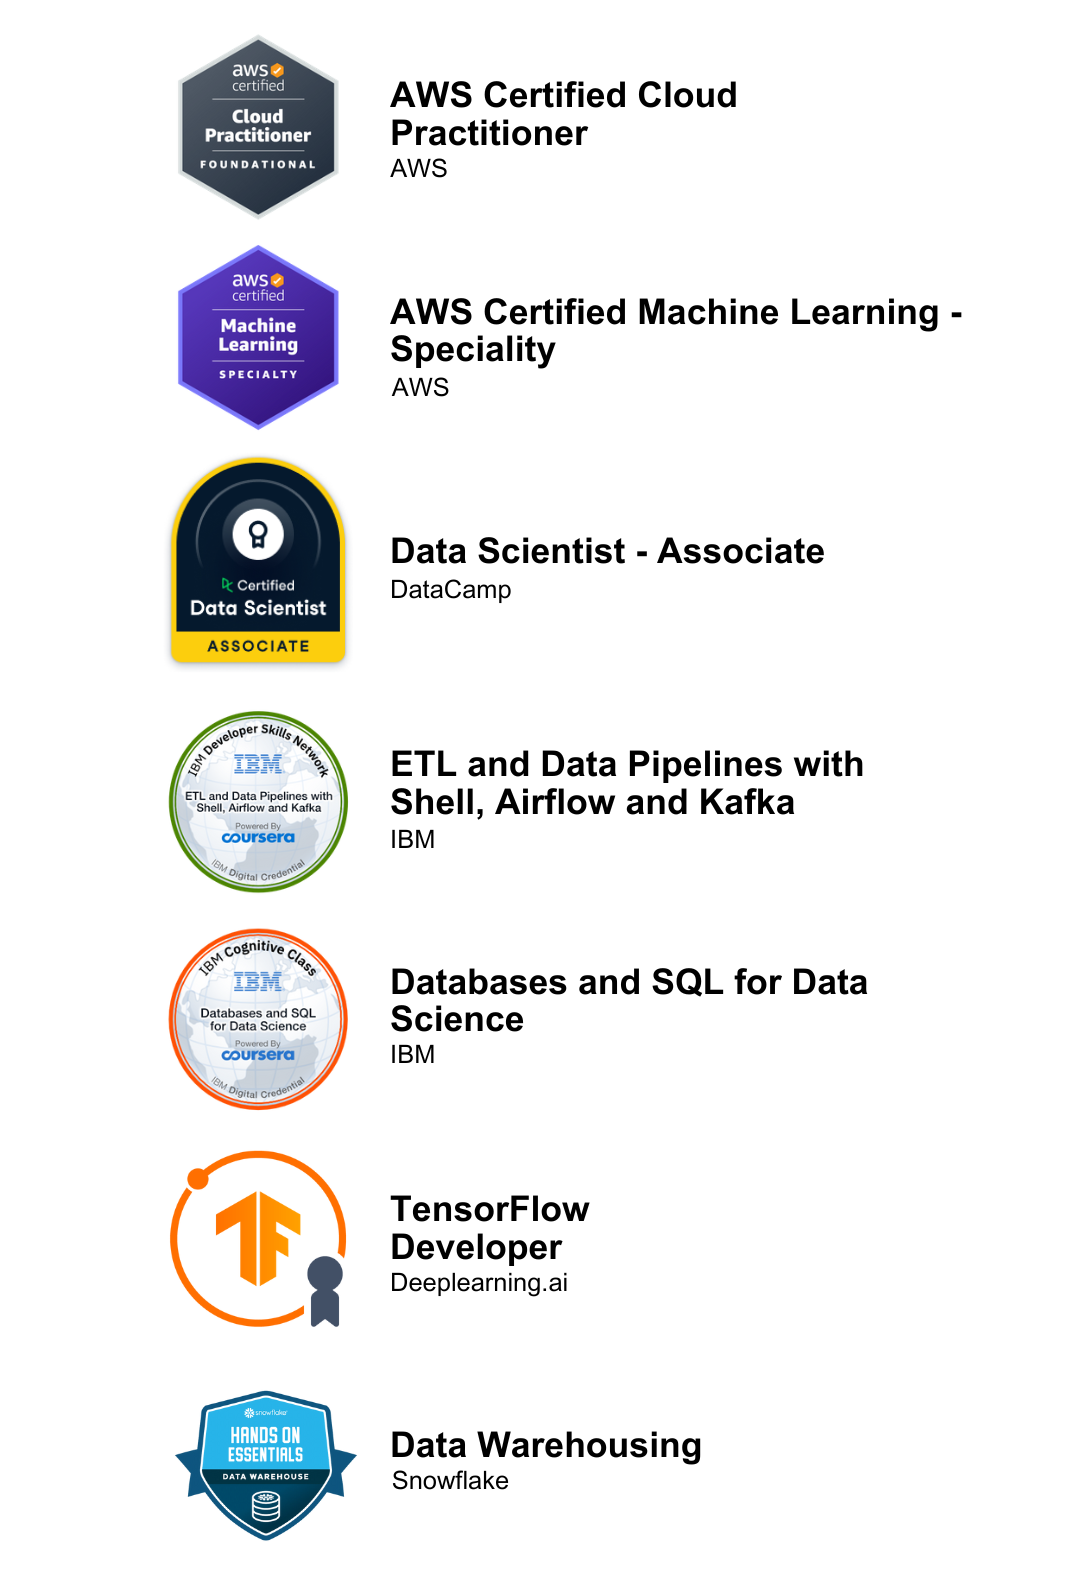 aws
certified
Cloud
Practitioner
FOUNDATIONAL
AWS Certified Cloud
Practitioner
AWS
aws
certified
Machine
Learning
SPECIALTY
AWS Certified Machine Learning -
Speciality
AWS
Certified
Data Scientist
ASSOCIATE
Data Scientist - Associate
DataCamp
IBM Developer Skills Network
IBM
ETL and Data Pipelines with
Shell, Airflow and Kafka
Powered By
coursera
IBM Digital Credential
ETL and Data Pipelines with
Shell, Airflow and Kafka
IBM
IBM Cognitive Class
IBM
Databases and SQL
for Data Science
Powered By
coursera
IBM Digital Credential
Databases and SQL for Data
Science
IBM
TensorFlow
Developer
Deeplearning.ai
snowflake
HANDS ON
ESSENTIALS
DATA WAREHOUSE
Data Warehousing
Snowflake